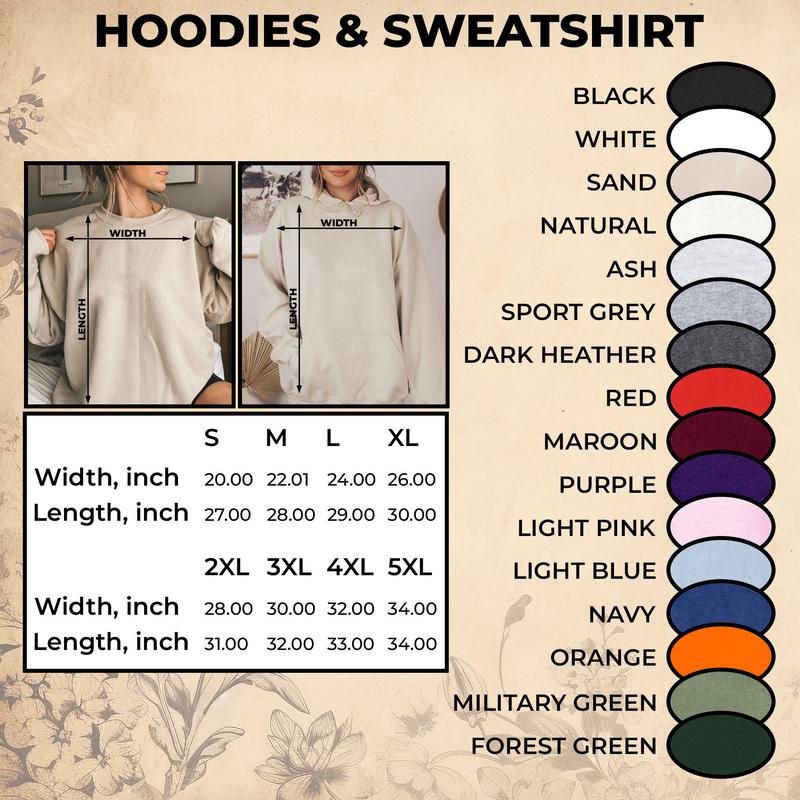 HOODIES & SWEATSHIRT
WIDTH
LENGTH
WIDTH
LENGTH
S M L XL
Width, inch 20.00 22.01 24.00 26.00
Length, inch 27.00 28.00 29.00 30.00
2XL 3XL 4XL 5XL
Width, inch 28.00 30.00 32.00 34.00
Length, inch 31.00 32.00 33.00 34.00
BLACK
WHITE
SAND
NATURAL
ASH
SPORT GREY
DARK HEATHER
RED
MAROON
PURPLE
LIGHT PINK
LIGHT BLUE
NAVY
ORANGE
MILITARY GREEN
FOREST GREEN